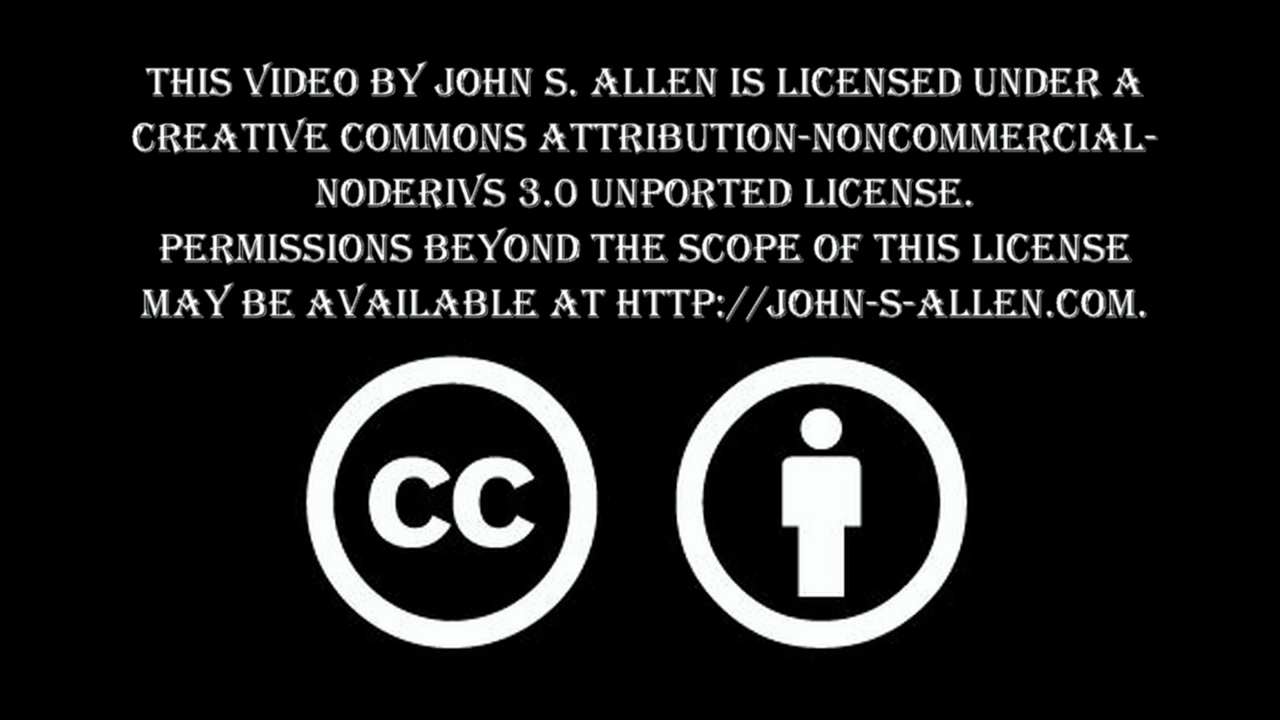 THIS VIDEO BY JOHN S. ALLEN IS LICENSED UNDER A
CREATIVE COMMONS ATTRIBUTION-NONCOMMERCIAL-
NODERIVS 3.0 UNPORTED LICENSE.
PERMISSIONS BEYOND THE SCOPE OF THIS LICENSE
MAY BE AVAILABLE AT HTTP://JOHN-S-ALLEN.COM.
CC